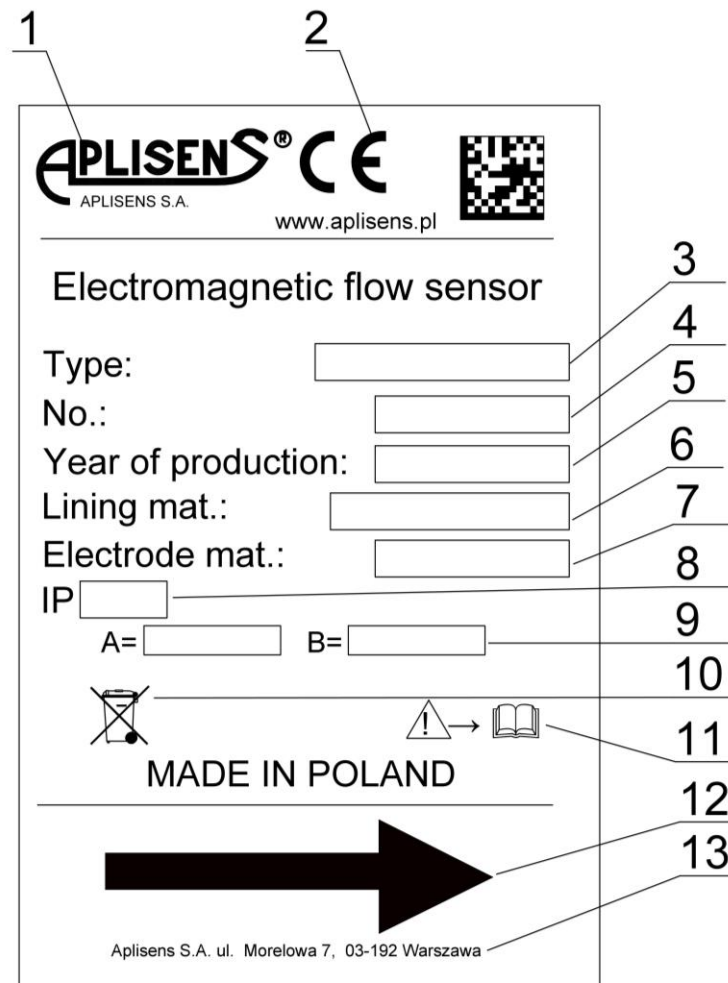 1
2
APLISENS® CE
APLISENS S.A.
www.aplisens.pl
Electromagnetic flow sensor
3
Type:
4
No.:
5
Year of production:
6
Lining mat.:
7
Electrode mat.:
8
IP
9
A= B=
10
11
MADE IN POLAND
12
13
Aplisens S.A. ul. Morelowa 7, 03-192 Warszawa